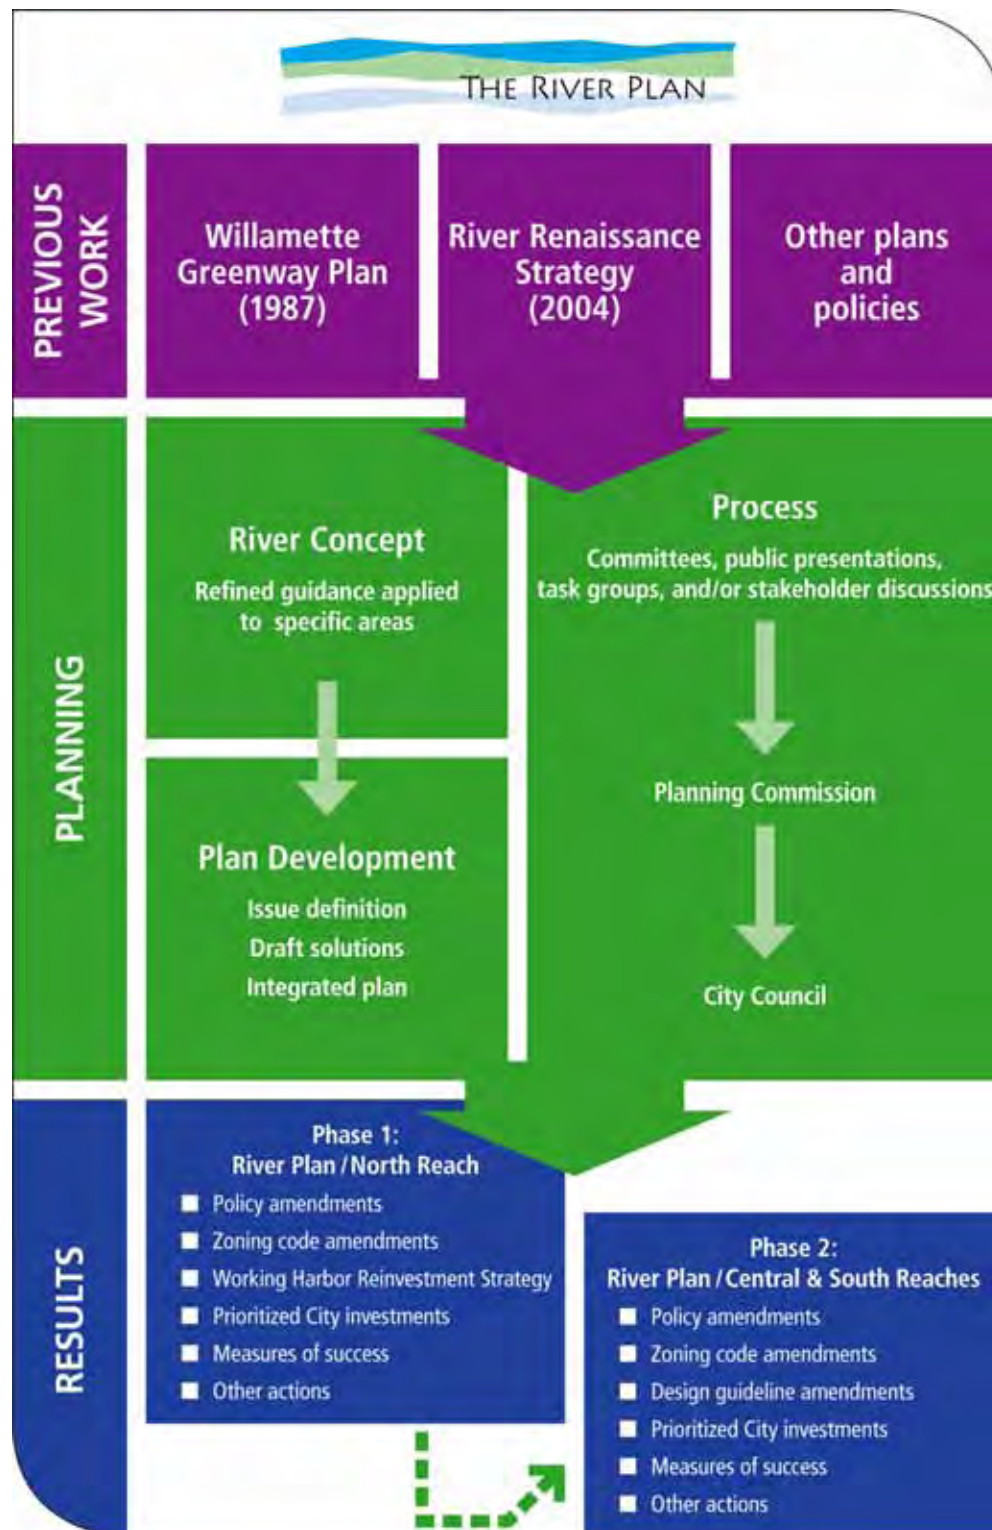 THE RIVER PLAN
PREVIOUS
WORK
Willamette
Greenway Plan
(1987)
River Renaissance
Strategy
(2004)
Other plans
and
policies
PLANNING
River Concept
Refined guidance applied
to specific areas
Plan Development
Issue definition
Draft solutions
Integrated plan
Process
Committees, public presentations,
task groups, and/or stakeholder discussions
Planning Commission
City Council
RESULTS
Phase 1:
River Plan/North Reach
Policy amendments
Zoning code amendments
Working Harbor Reinvestment Strategy
Prioritized City investments
Measures of success
Other actions
Phase 2:
River Plan/Central & South Reaches
Policy amendments
Zoning code amendments
Design guideline amendments
Prioritized City investments
Measures of success
Other actions